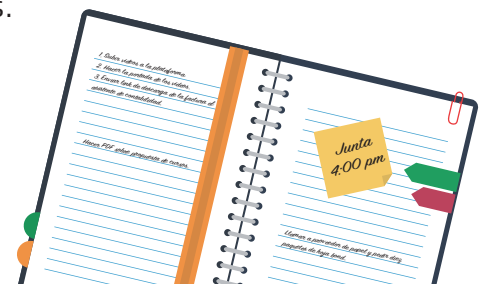 s.
1. Subir videos a la plataforma.
2. Hacer la portada de los videos.
3. Enviar link de descarga de la factura al
asistente de contabilidad.
Hacer PDF sobre propuesta de cursos.
Junta
4:00 pm
Llamar a proveedor de papel y pedir diez
paquetes de hoja bond.